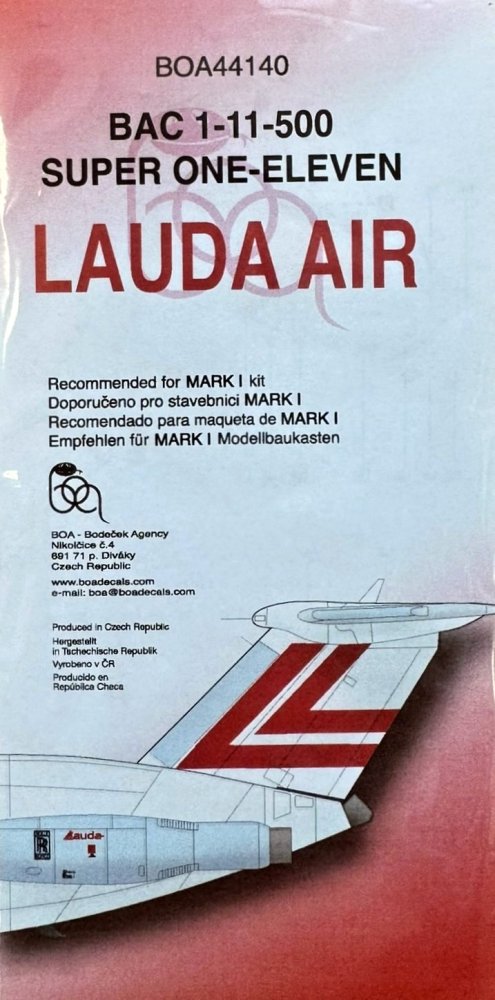 BOA44140
BAC 1-11-500
SUPER ONE-ELEVEN
LAUDA AIR
Recommended for MARK I kit
Doporučeno pro stavebnici MARK I
Recomendado para maqueta de MARK I
Empfehlen für MARK I Modellbaukasten
boa
BOA - Bodeček Agency
Nikolčice č.4
691 71 p. Diváky
Czech Republic
www.boadecals.com
e-mail: boa@boadecals.com
Produced in Czech Republic
Hergestellt
in Tschechische Republik
Vyrobeno v ČR
Producido en
República Checa
RR
Lauda